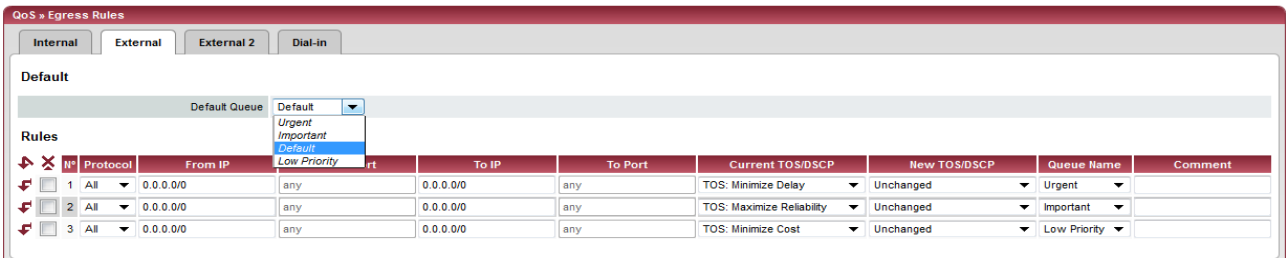 QoS » Egress Rules
Internal External External 2 Dial-in
Default
Default Queue Default
Urgent
Important
Default
Low Priority
Rules
Nº Protocol From IP rt To IP To Port Current TOS/DSCP New TOS/DSCP Queue Name Comment
1 All 0.0.0.0/0 any 0.0.0.0/0 any TOS: Minimize Delay Unchanged Urgent
2 All 0.0.0.0/0 any 0.0.0.0/0 any TOS: Maximize Reliability Unchanged Important
3 All 0.0.0.0/0 any 0.0.0.0/0 any TOS: Minimize Cost Unchanged Low Priority